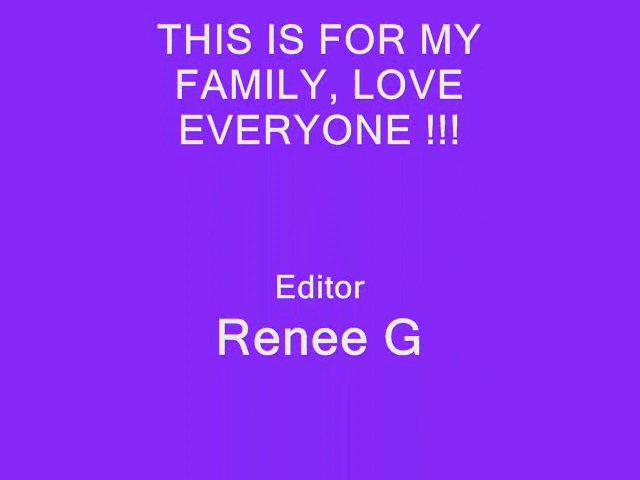 THIS IS FOR MY
FAMILY, LOVE
EVERYONE !!!
Editor
Renee G